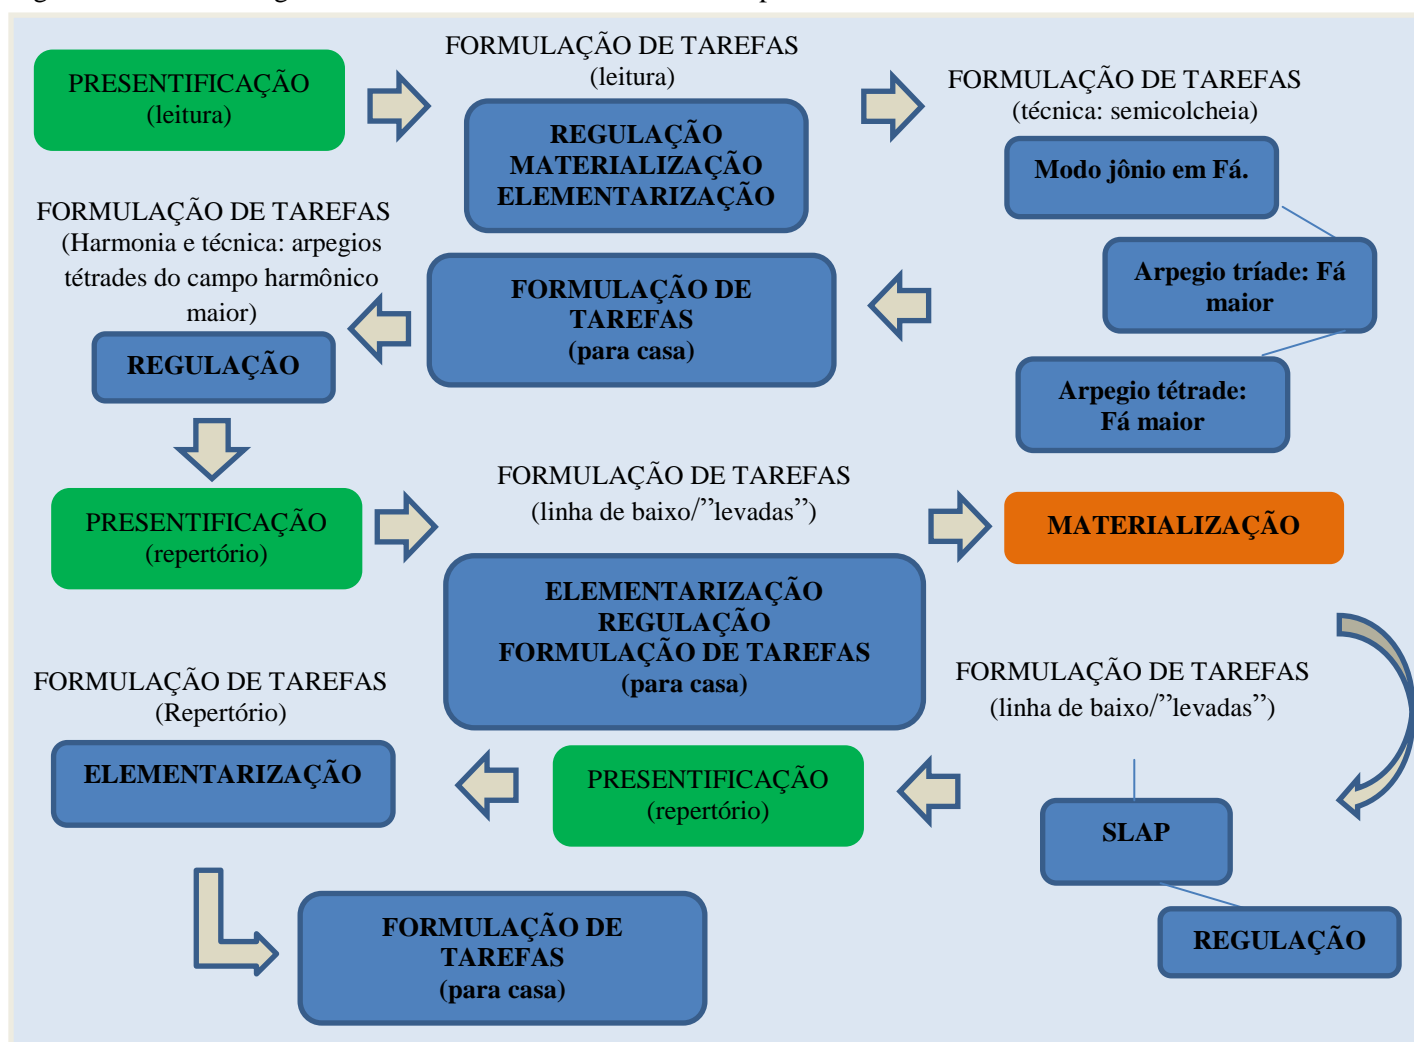 PRESENTIFICAÇÃO
(leitura)
FORMULAÇÃO DE TAREFAS
(leitura)
REGULAÇÃO
MATERIALIZAÇÃO
ELEMENTARIZAÇÃO
FORMULAÇÃO DE TAREFAS
(técnica: semicolcheia)
Modo jônio em Fá.
Arpegio tríade: Fá
maior
Arpegio tétrade:
Fá maior
FORMULAÇÃO DE
TAREFAS
(para casa)
FORMULAÇÃO DE TAREFAS
(Harmonia e técnica: arpegios
tétrades do campo harmônico
maior)
REGULAÇÃO
PRESENTIFICAÇÃO
(repertório)
FORMULAÇÃO DE TAREFAS
(linha de baixo/”levadas”)
ELEMENTARIZAÇÃO
REGULAÇÃO
FORMULAÇÃO DE TAREFAS
(para casa)
MATERIALIZAÇÃO
FORMULAÇÃO DE TAREFAS
(linha de baixo/”levadas”)
SLAP
REGULAÇÃO
PRESENTIFICAÇÃO
(repertório)
FORMULAÇÃO DE TAREFAS
(Repertório)
ELEMENTARIZAÇÃO
FORMULAÇÃO DE
TAREFAS
(para casa)